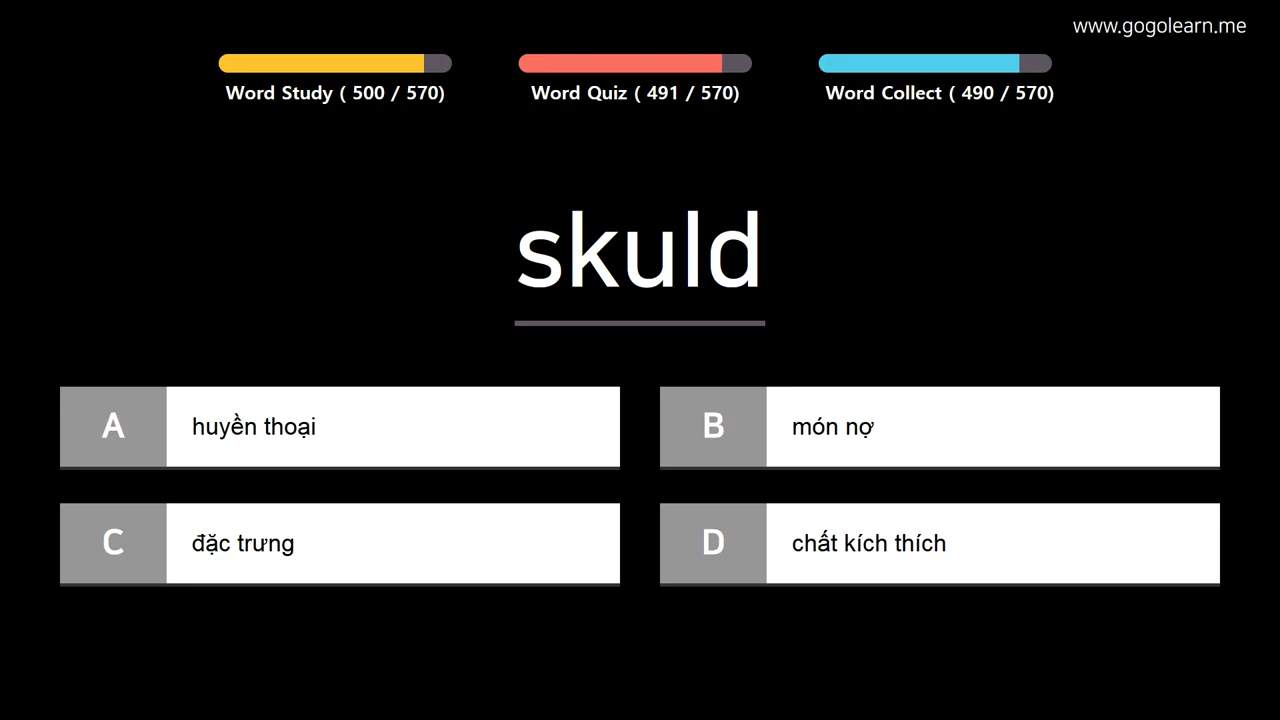 www.gogolearn.me
Word Study ( 500 / 570)
Word Quiz ( 491 / 570)
Word Collect ( 490 / 570)
skuld
A huyền thoại
B món nợ
C đặc trưng
D chất kích thích